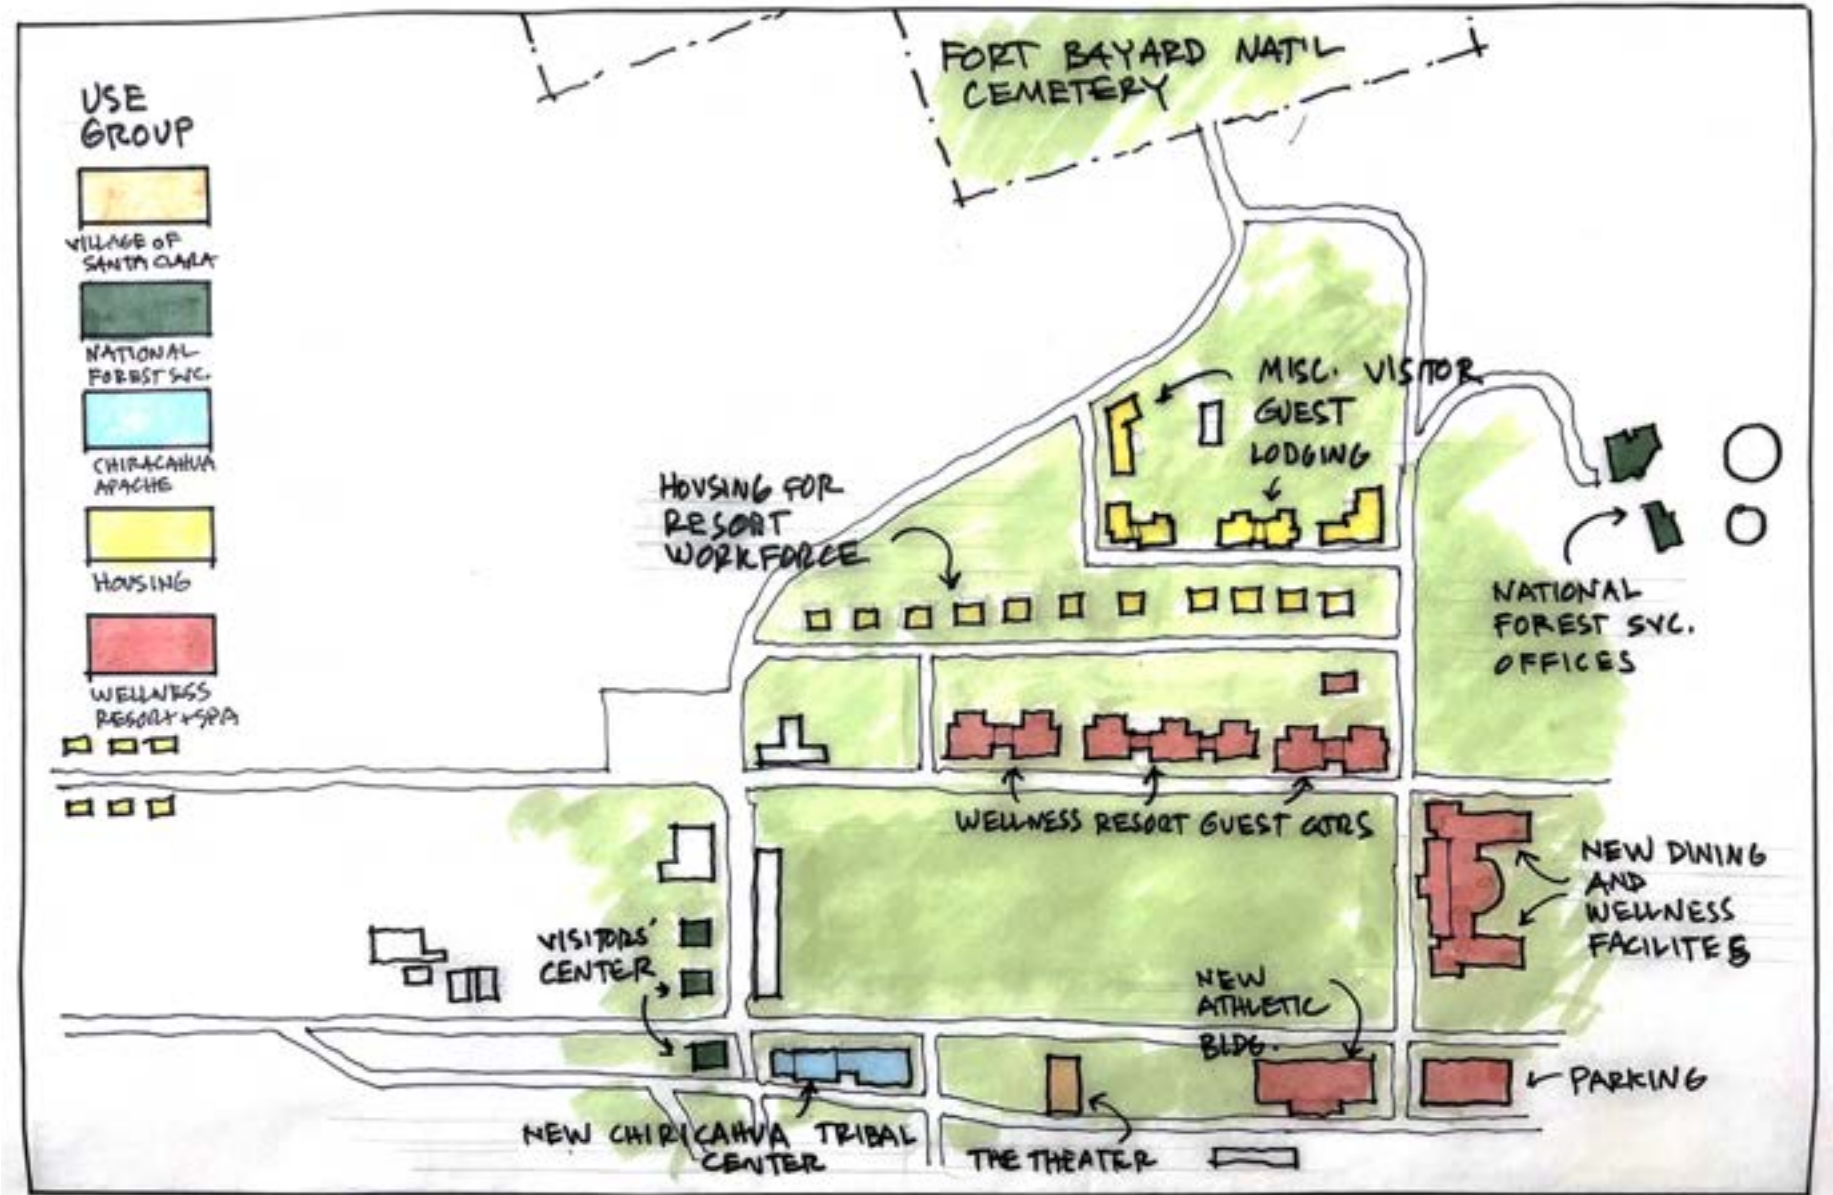 FORT BAYARD NAT'L
CEMETERY
USE
GROUP
VILLAGE OF
SANTA CLARA
NATIONAL
FOREST SVC.
CHIRACAHUA
APACHE
HOUSING
WELLNESS
RESORT + SPA
MISC. VISITOR
GUEST
LODGING
HOUSING FOR
RESORT
WORKFORCE
NATIONAL
FOREST SVC.
OFFICES
WELLNESS RESORT GUEST QTRS
NEW DINING
AND
WELLNESS
FACILITES
VISITORS'
CENTER
NEW
ATHLETIC
BLDG.
PARKING
NEW CHIRICAHUA TRIBAL
CENTER
THE THEATER